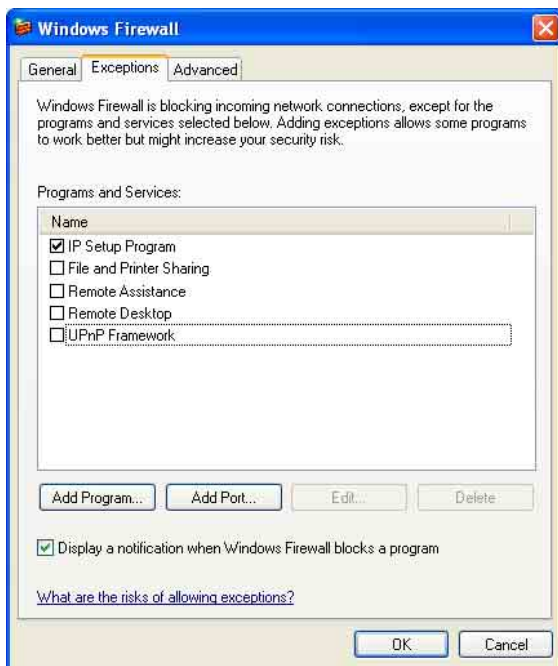 Windows Firewall
General Exceptions Advanced
Windows Firewall is blocking incoming network connections, except for the
programs and services selected below. Adding exceptions allows some programs
to work better but might increase your security risk.
Programs and Services:
Name
IP Setup Program
File and Printer Sharing
Remote Assistance
Remote Desktop
UPnP Framework
Add Program... Add Port... Edit... Delete
Display a notification when Windows Firewall blocks a program
What are the risks of allowing exceptions?
OK Cancel